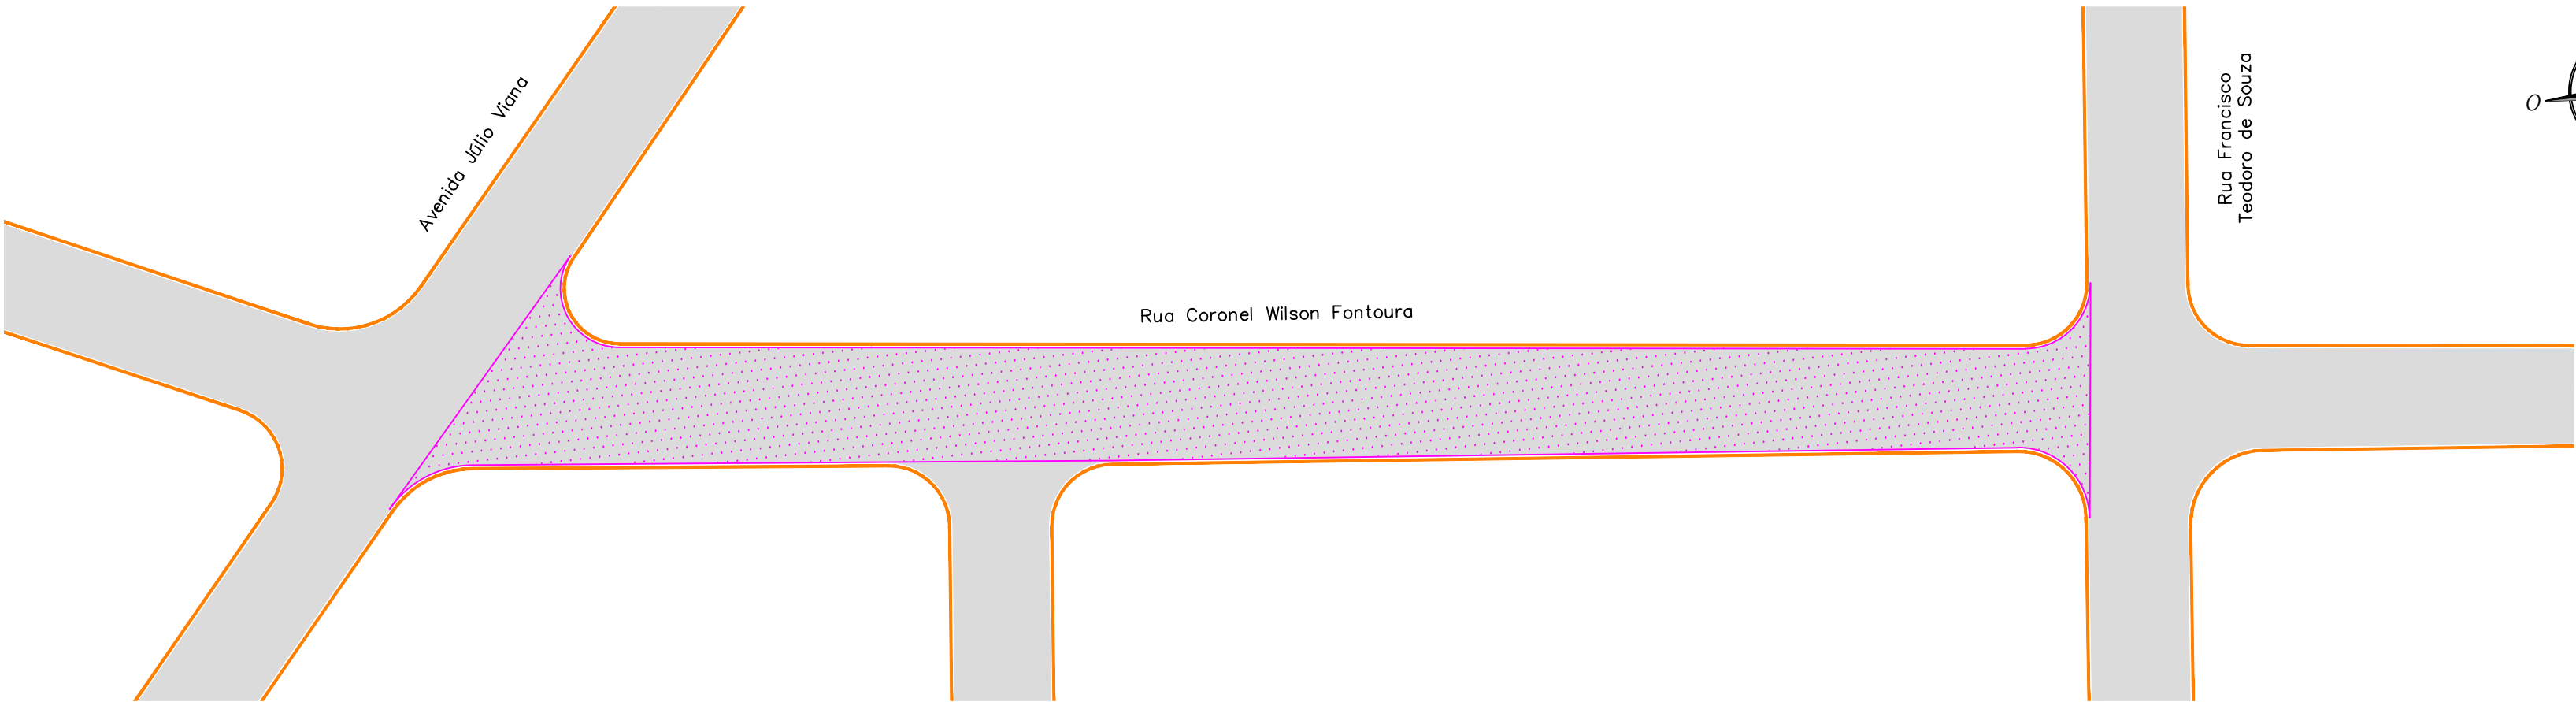 Avenida Júlio Viana
Rua Coronel Wilson Fontoura
Rua Francisco
Teodoro de Souza
O